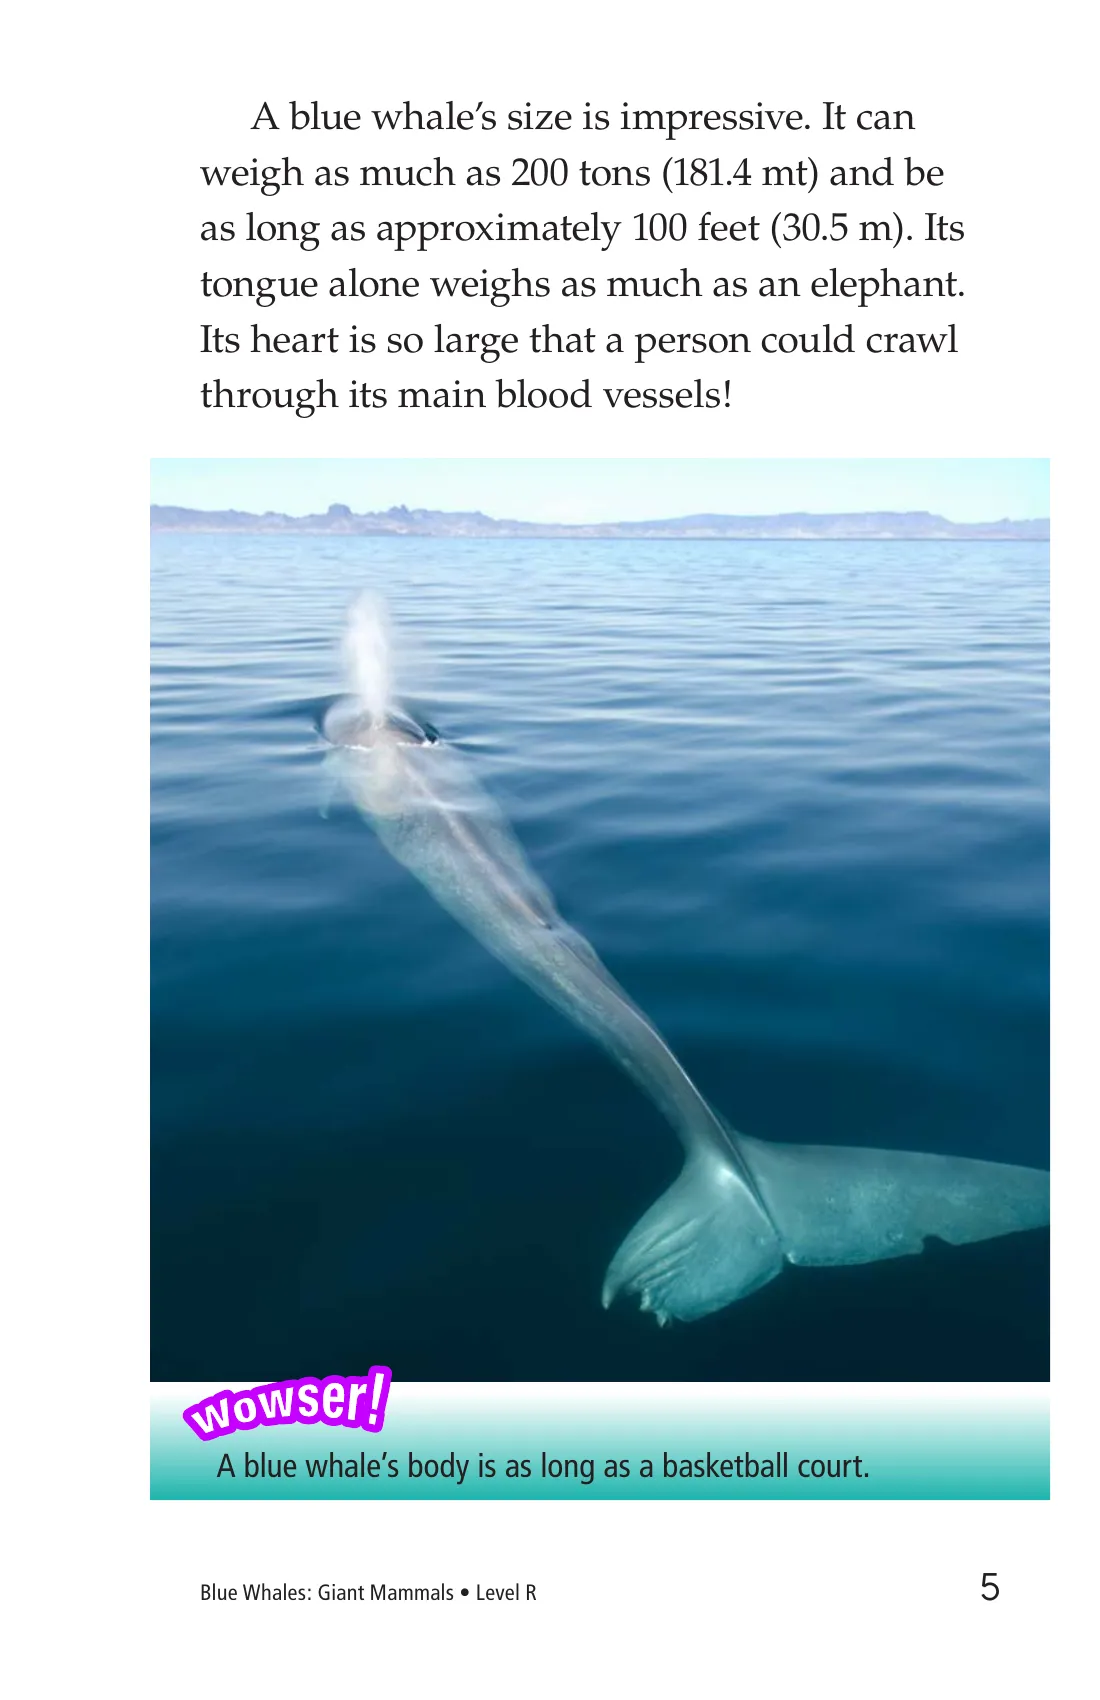 A blue whale’s size is impressive. It can
weigh as much as 200 tons (181.4 mt) and be
as long as approximately 100 feet (30.5 m). Its
tongue alone weighs as much as an elephant.
Its heart is so large that a person could crawl
through its main blood vessels!
Wowser!
A blue whale’s body is as long as a basketball court.
Blue Whales: Giant Mammals • Level R
5